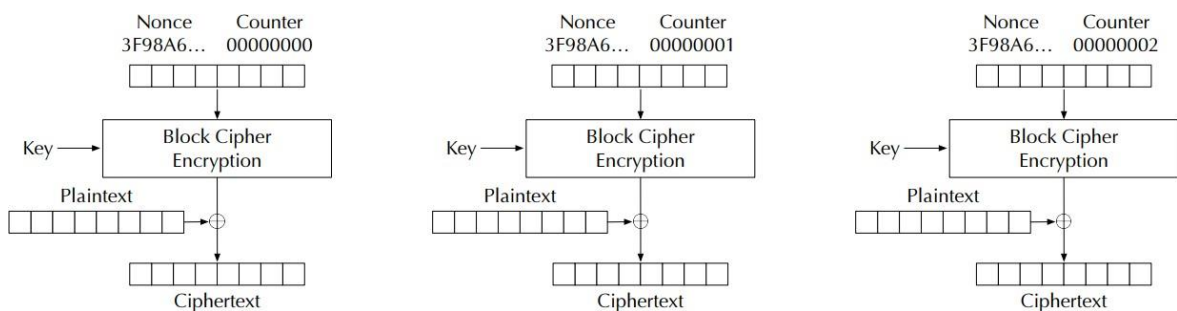 Nonce Counter
3F98A6... 00000000
Block Cipher
Encryption
Key
Plaintext
Ciphertext
Nonce Counter
3F98A6... 00000001
Block Cipher
Encryption
Key
Plaintext
Ciphertext
Nonce Counter
3F98A6... 00000002
Block Cipher
Encryption
Key
Plaintext
Ciphertext